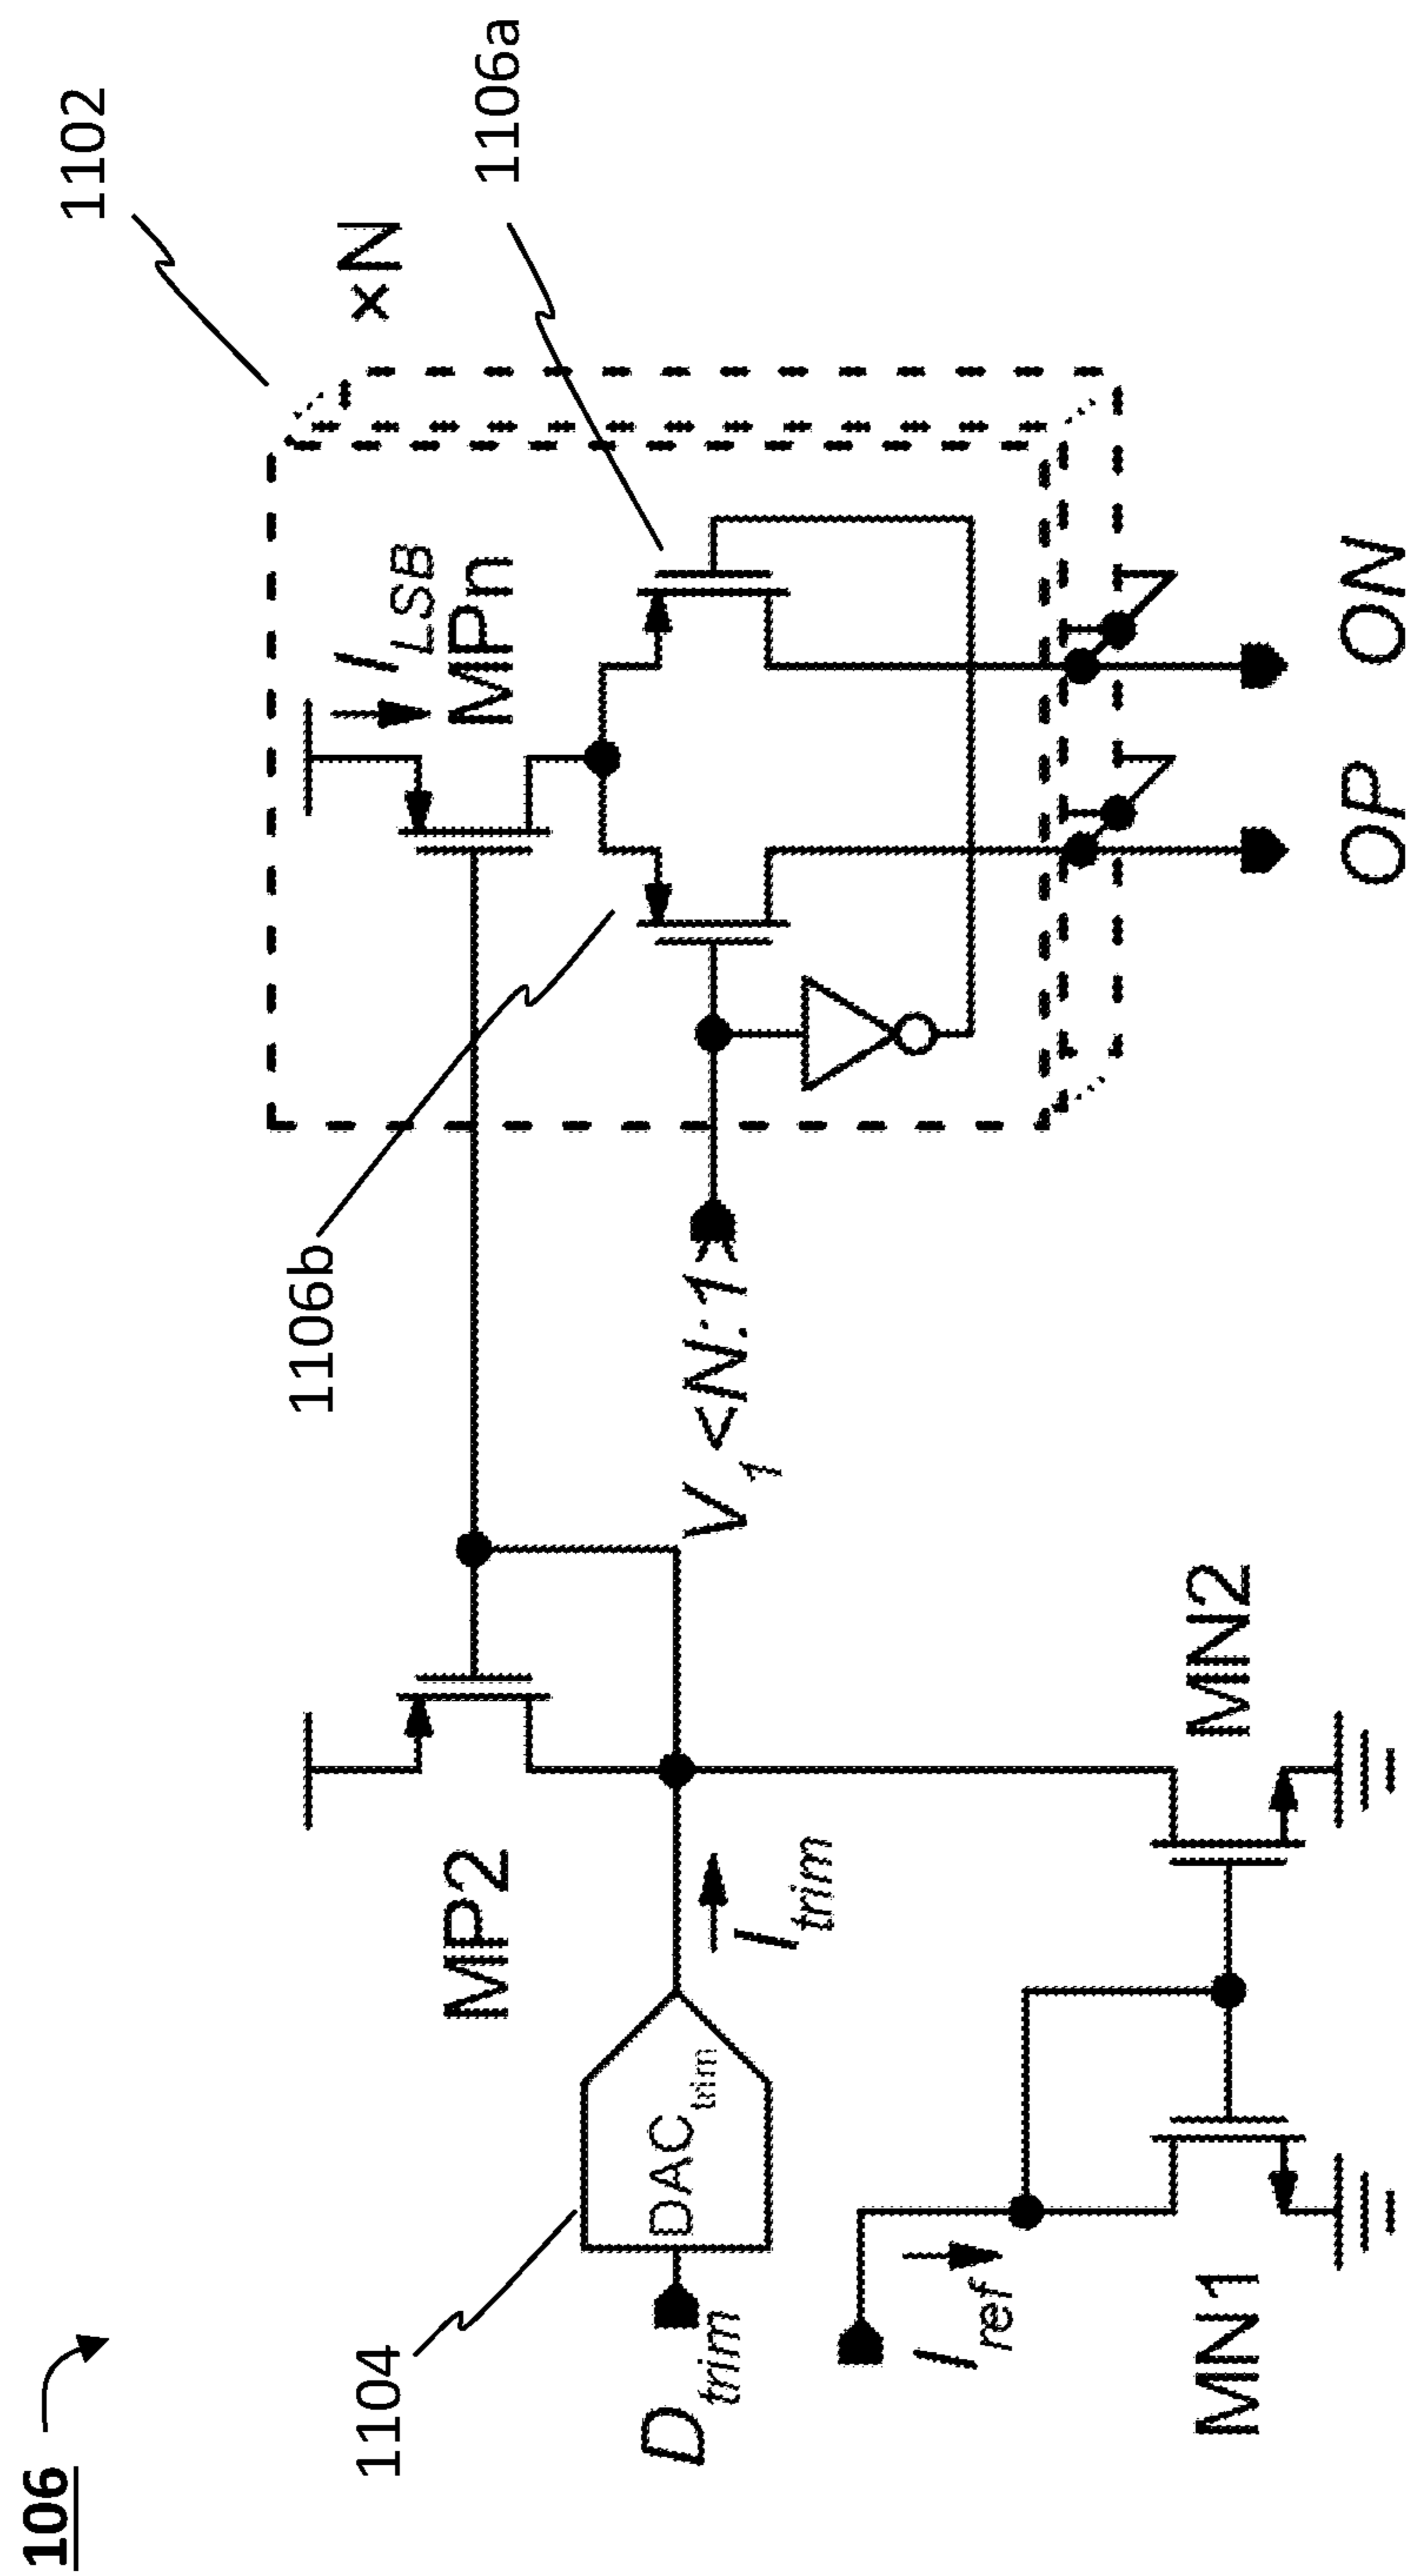 106
1102
×N
I_LSB
MPn
1106a
1106b
MP2
1104
DAC_trim
D_trim
I_trim
V_1<N:1>
I_ref
MN1
MN2
OP
ON